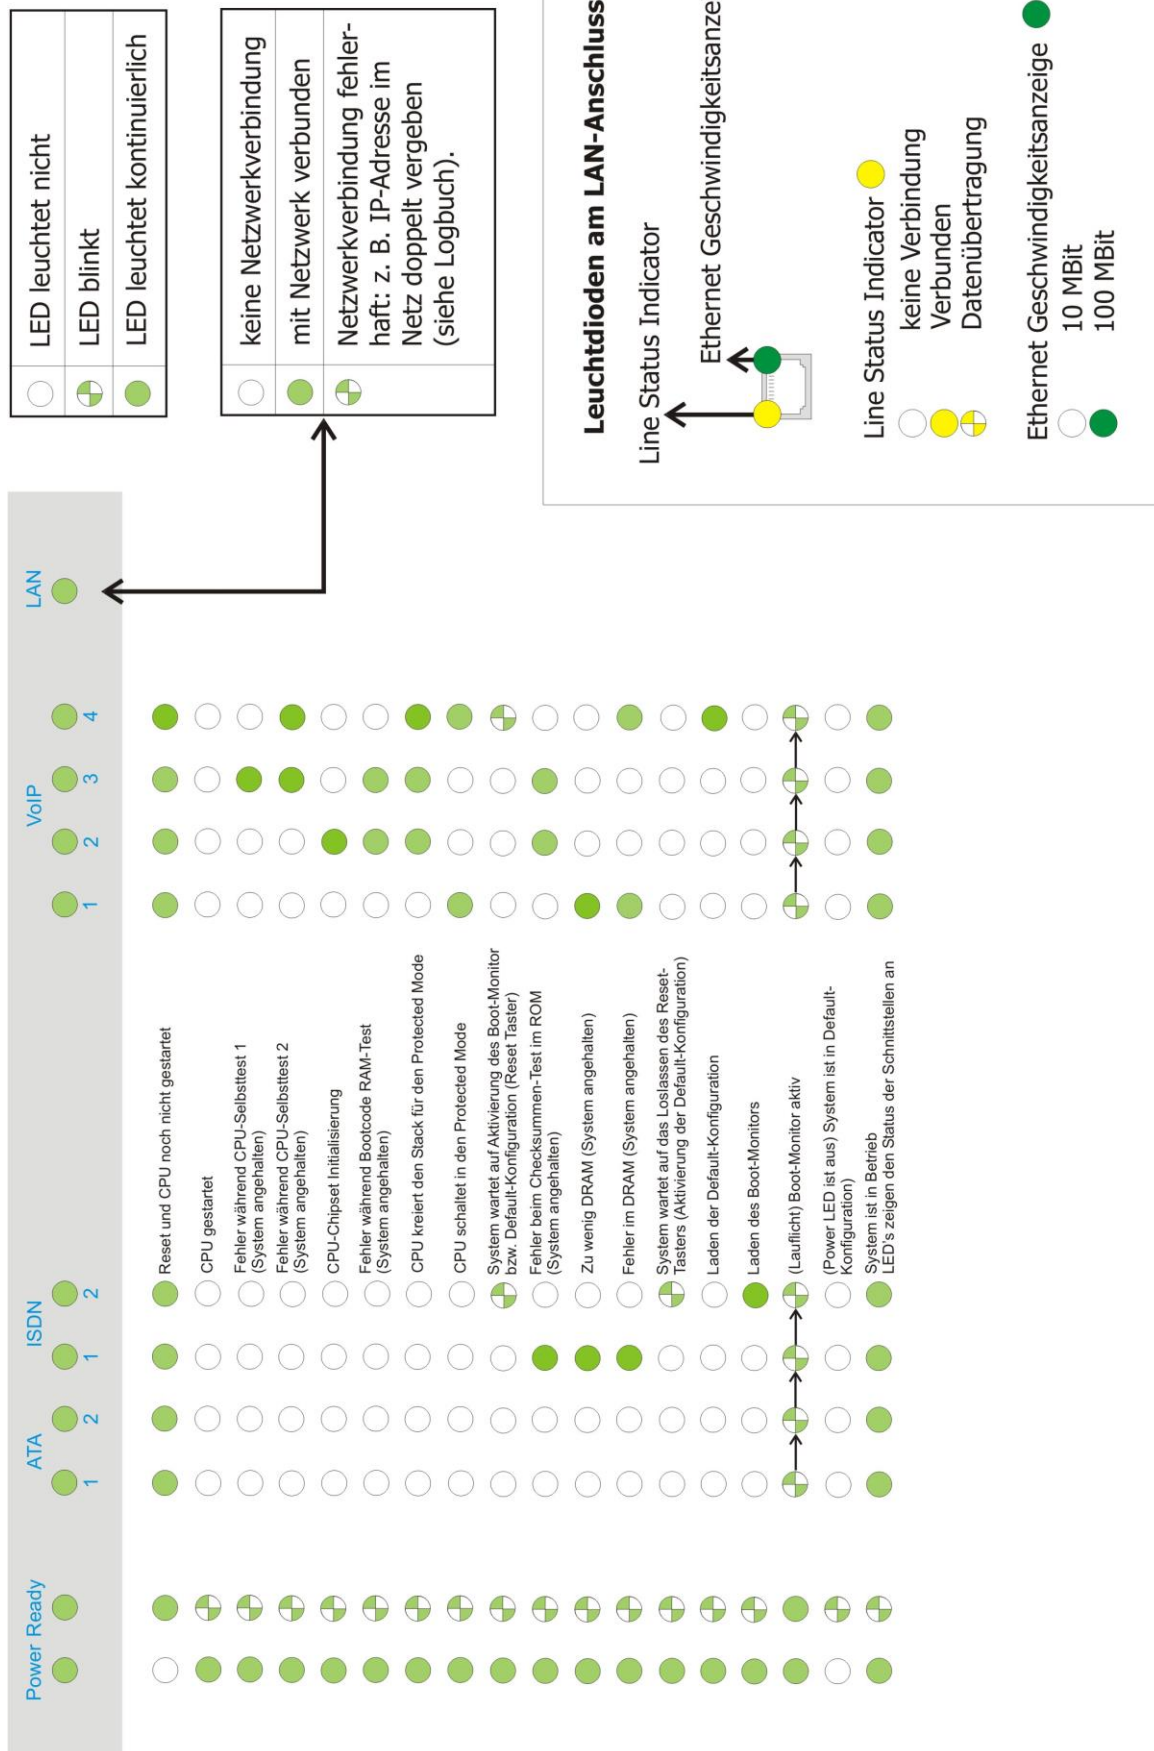 Power Ready
ATA
ISDN
VoIP
LAN
1
2
1
2
1
2
3
4
Reset und CPU noch nicht gestartet
CPU gestartet
Fehler während CPU-Selbsttest 1
(System angehalten)
Fehler während CPU-Selbsttest 2
(System angehalten)
CPU-Chipset Initialisierung
Fehler während Bootcode RAM-Test
(System angehalten)
CPU kreiert den Stack für den Protected Mode
CPU schaltet in den Protected Mode
System wartet auf Aktivierung des Boot-Monitor
bzw. Default-Konfiguration (Reset Taster)
Fehler beim Checksummen-Test im ROM
(System angehalten)
Zu wenig DRAM (System angehalten)
Fehler im DRAM (System angehalten)
System wartet auf das Loslassen des Reset-
Tasters (Aktivierung der Default-Konfiguration)
Laden der Default-Konfiguration
Laden des Boot-Monitors
(Lauflicht) Boot-Monitor aktiv
(Power LED ist aus) System ist in Default-
Konfiguration)
System ist in Betrieb
LED's zeigen den Status der Schnittstellen an
LED leuchtet nicht
LED blinkt
LED leuchtet kontinuierlich
keine Netzwerkverbindung
mit Netzwerk verbunden
Netzwerkverbindung fehler-
haft: z. B. IP-Adresse im
Netz doppelt vergeben
(siehe Logbuch).
Leuchtdioden am LAN-Anschluss
Line Status Indicator
Ethernet Geschwindigkeitsanze
Line Status Indicator
keine Verbindung
Verbunden
Datenübertragung
Ethernet Geschwindigkeitsanzeige
10 MBit
100 MBit